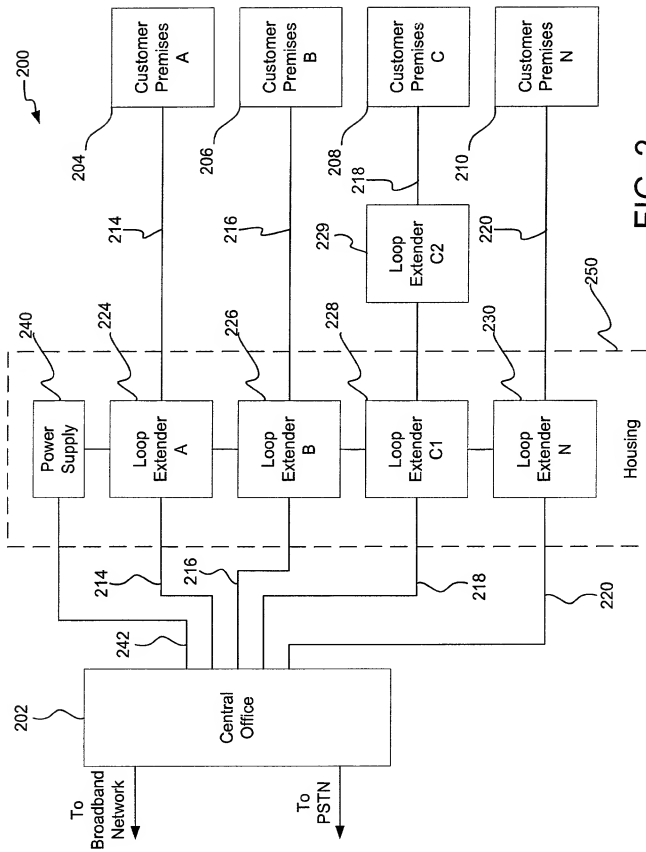 200
Customer
Premises
A
204
Customer
Premises
B
206
Customer
Premises
C
208
Customer
Premises
N
210
214
216
218
220
Loop
Extender
C2
229
240
224
226
228
230
250
Power
Supply
Loop
Extender
A
Loop
Extender
B
Loop
Extender
C1
Loop
Extender
N
Housing
214
216
218
220
242
202
Central
Office
To
Broadband
Network
To
PSTN